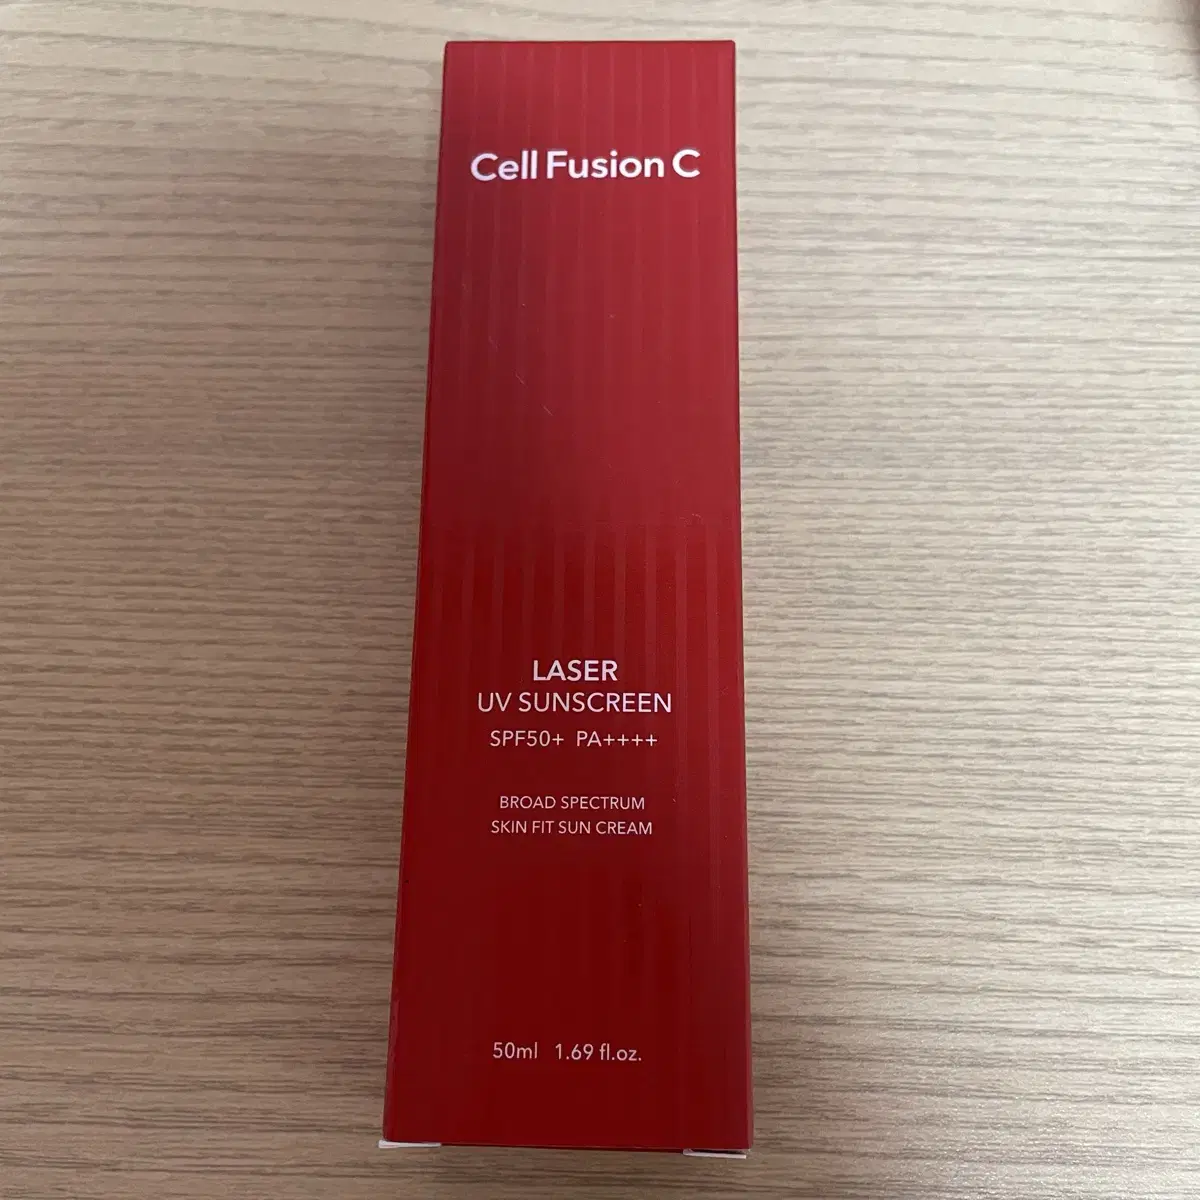 Cell Fusion C
LASER
UV SUNSCREEN
SPF50+ PA++++
BROAD SPECTRUM
SKIN FIT SUN CREAM
50ml 1.69 fl.oz.